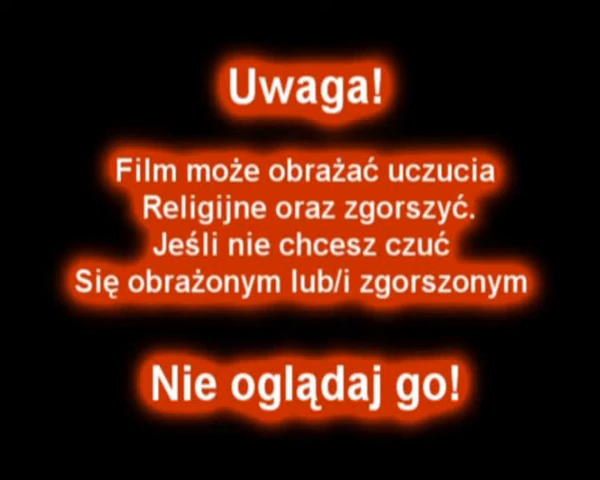 Uwaga!
Film może obrażać uczucia
Religijne oraz zgorszyć.
Jeśli nie chcesz czuć
Się obrażonym lub/i zgorszonym
Nie oglądaj go!